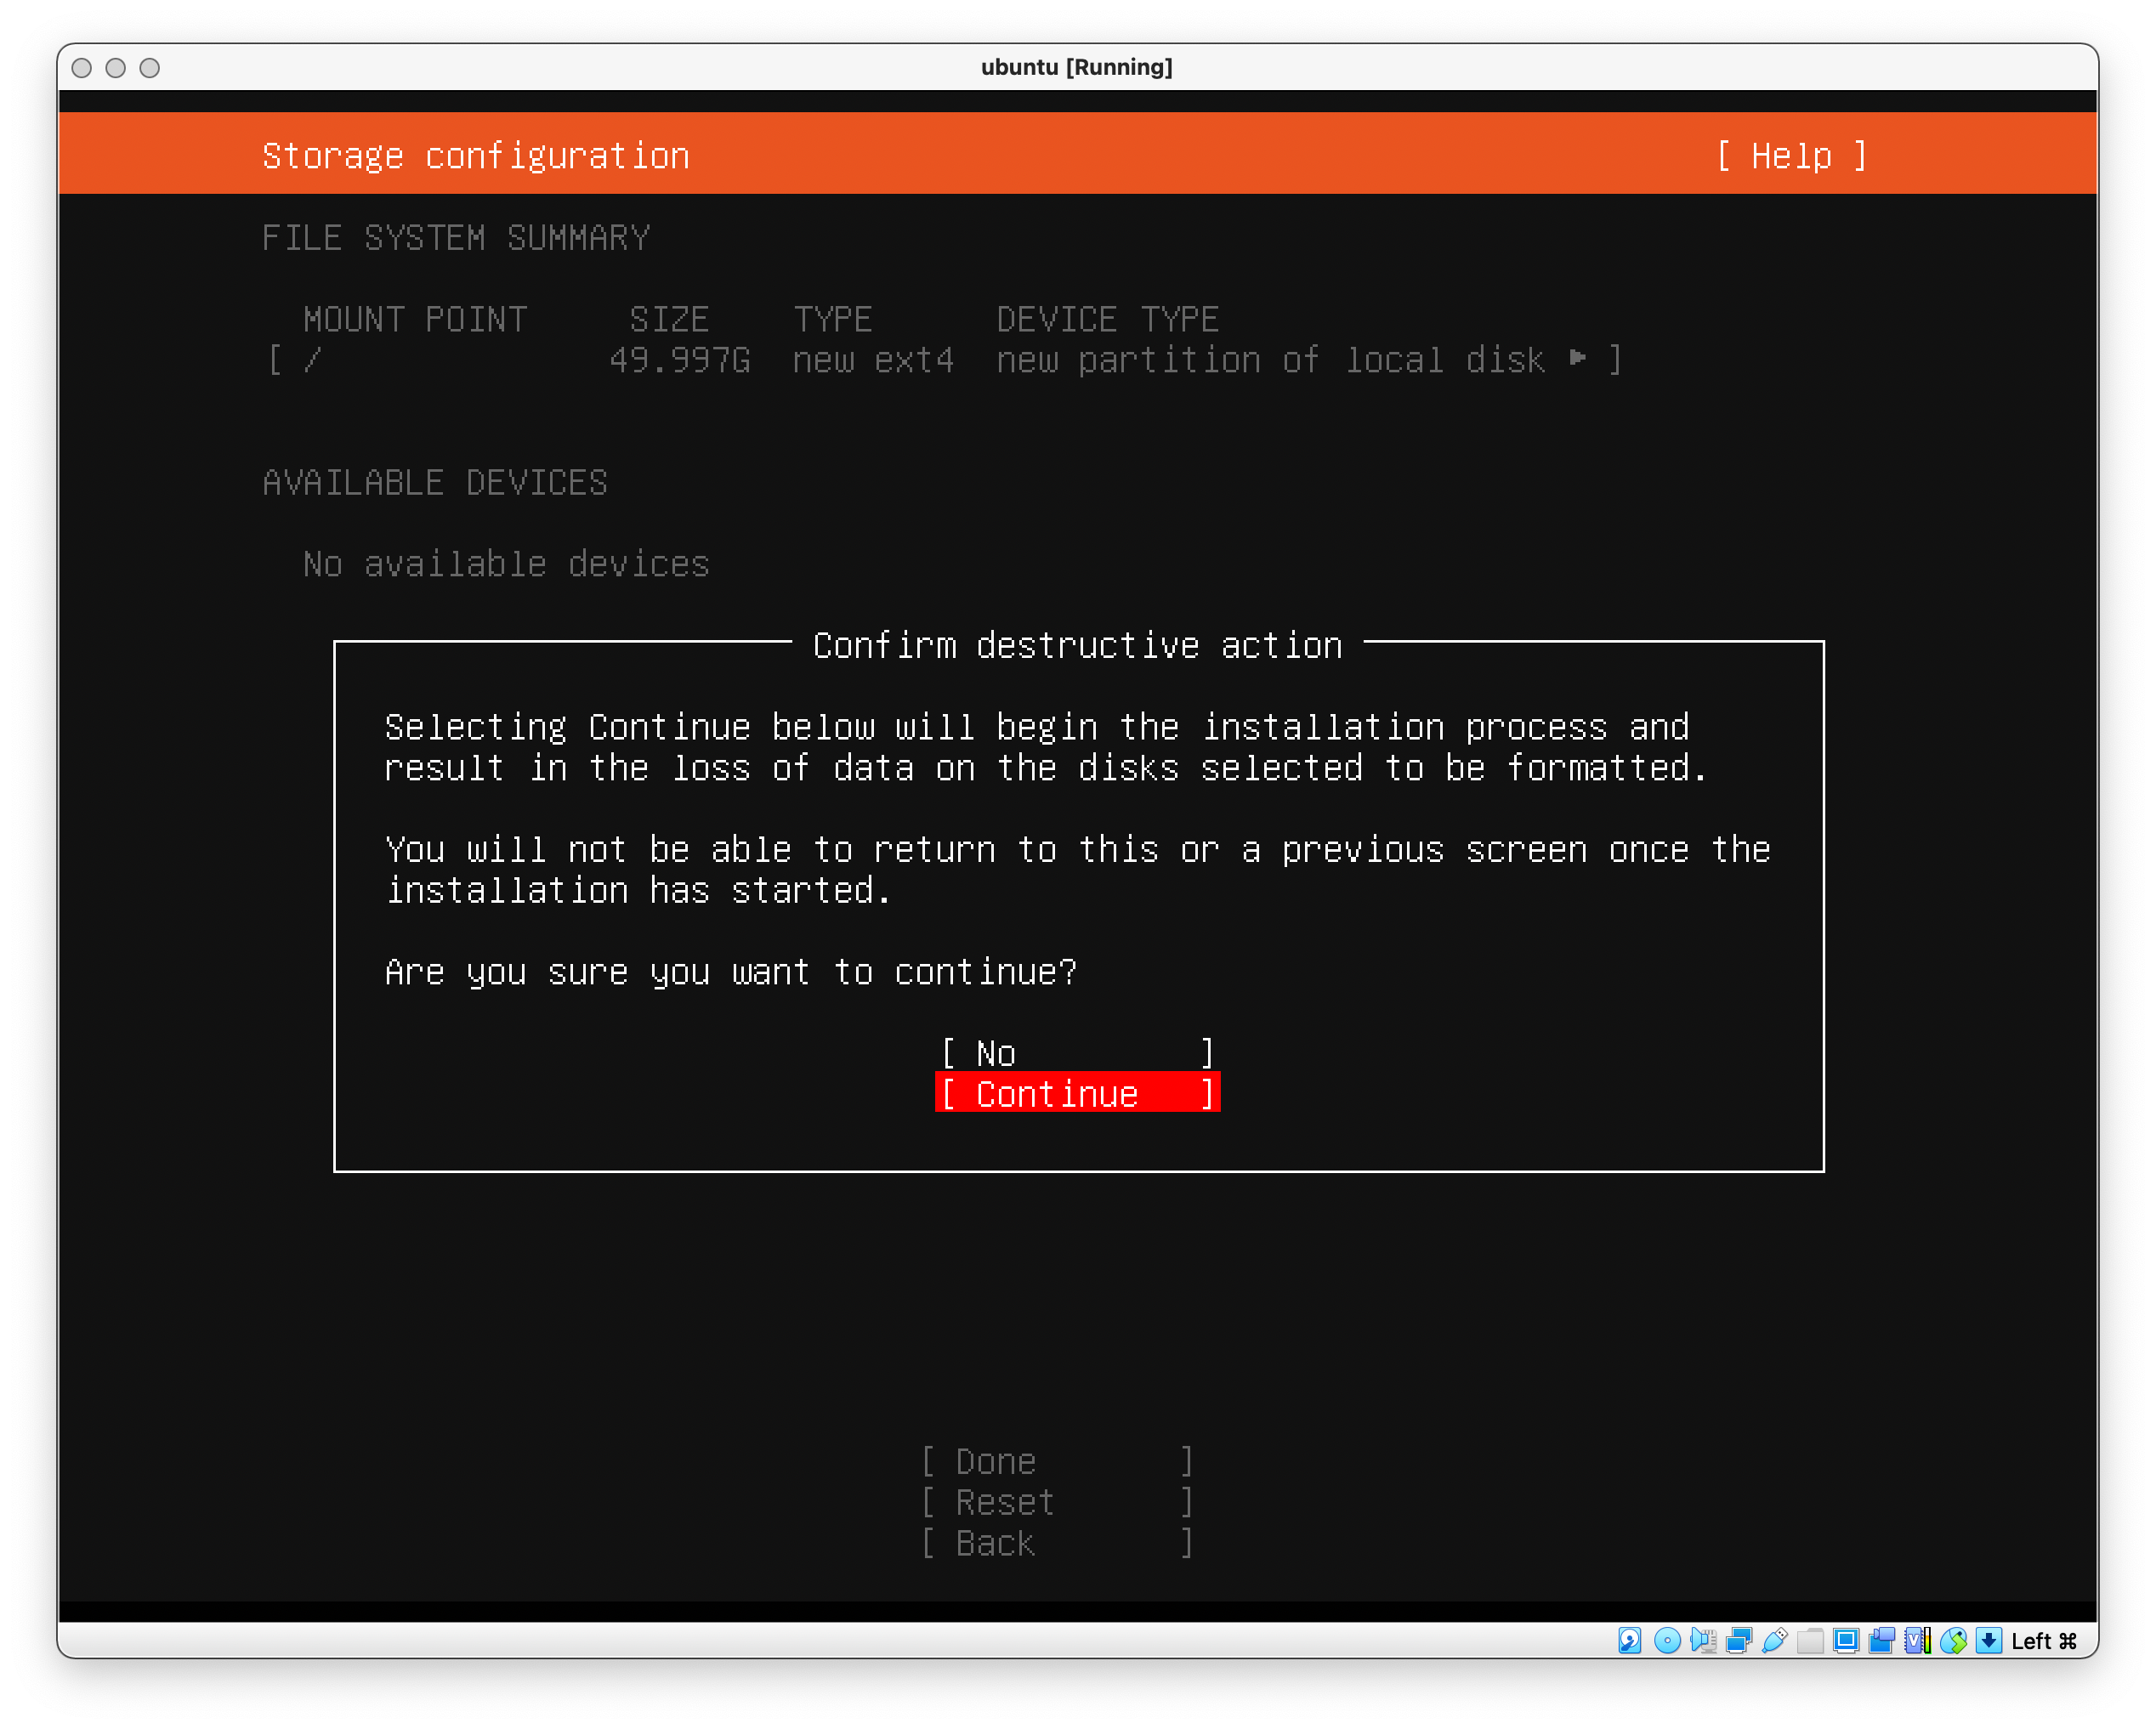 ubuntu [Running]
Storage configuration [ Help ]
FILE SYSTEM SUMMARY
MOUNT POINT SIZE TYPE DEVICE TYPE
[ / 49.997G new ext4 new partition of local disk ▸ ]
AVAILABLE DEVICES
No available devices
Confirm destructive action
Selecting Continue below will begin the installation process and
result in the loss of data on the disks selected to be formatted.
You will not be able to return to this or a previous screen once the
installation has started.
Are you sure you want to continue?
[ No ]
[ Continue ]
[ Done ]
[ Reset ]
[ Back ]
Left ⌘